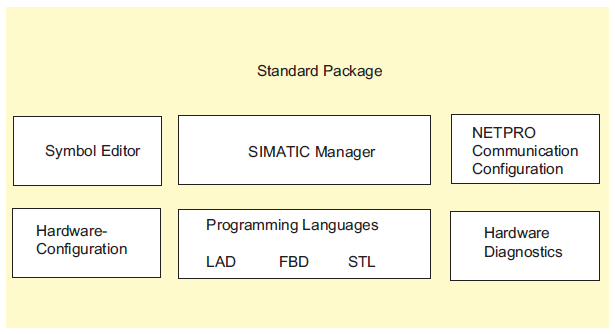 Standard Package
Symbol Editor
SIMATIC Manager
NETPRO
Communication
Configuration
Hardware-
Configuration
Programming Languages
LAD FBD STL
Hardware
Diagnostics